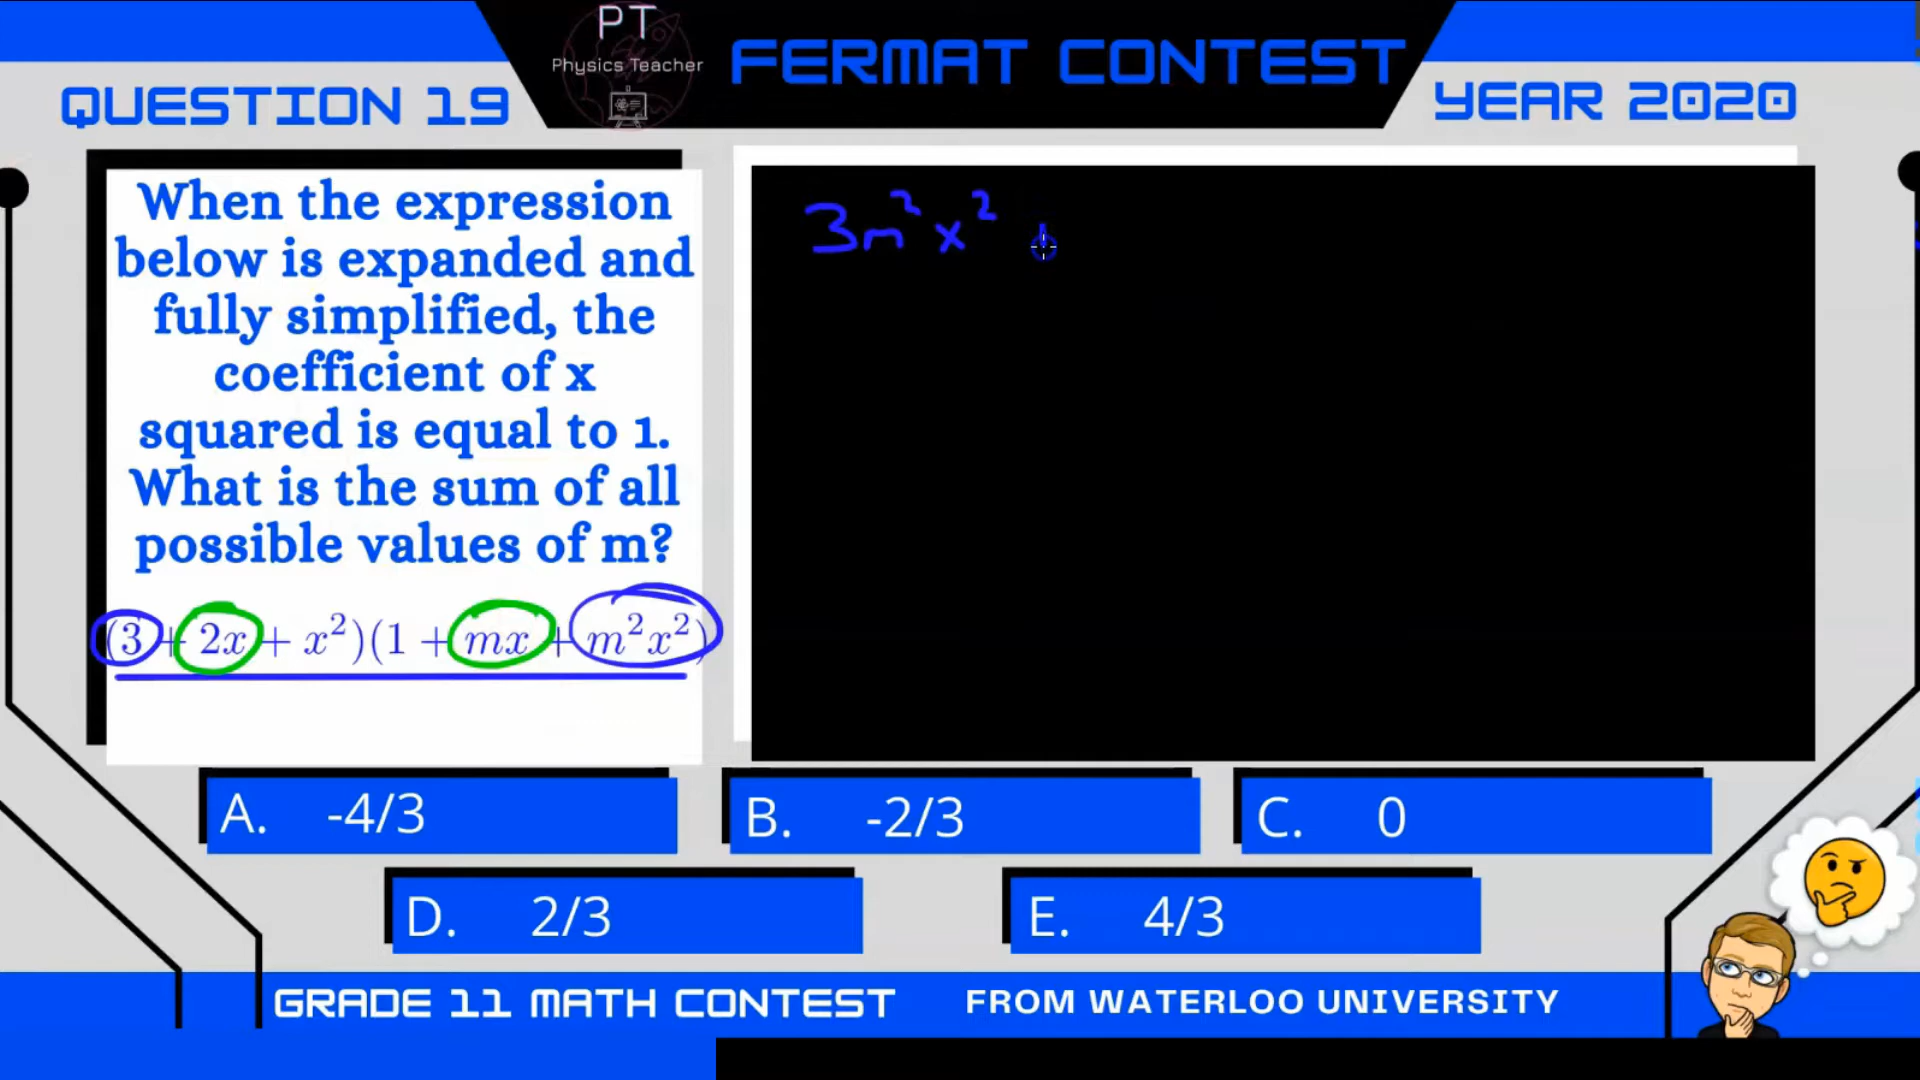 PT
Physics Teacher
FERMAT CONTEST
QUESTION 19
YEAR 2020
When the expression
below is expanded and
fully simplified, the
coefficient of x
squared is equal to 1.
What is the sum of all
possible values of m?
(3 + 2x + x²)(1 + mx + m²x²)
3m²x²
A. -4/3
B. -2/3
C. 0
D. 2/3
E. 4/3
GRADE 11 MATH CONTEST
FROM WATERLOO UNIVERSITY